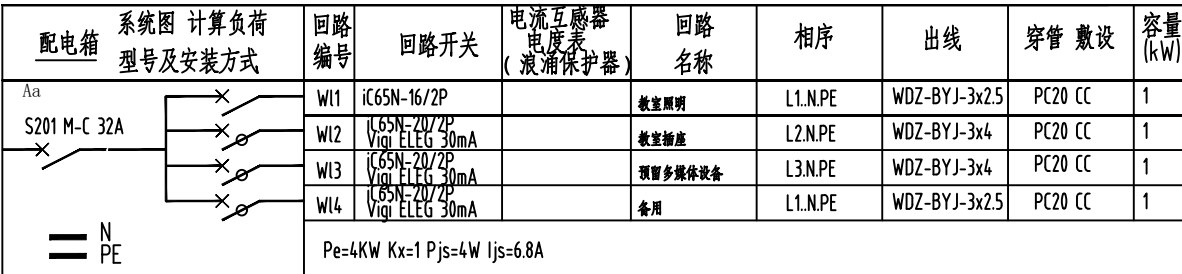 配电箱 系统图 计算负荷
型号及安装方式
回路
编号
回路开关
电流互感器
电度表
(浪涌保护器)
回路
名称
相序
出线
穿管 敷设
容量
(kW)
Aa
S201 M-C 32A
Wl1 iC65N-16/2P 教室照明 L1..N.PE WDZ-BYJ-3x2.5 PC20 CC 1
Wl2 iC65N-20/2P
Vigi ELEG 30mA 教室插座 L2.N.PE WDZ-BYJ-3x4 PC20 CC 1
Wl3 iC65N-20/2P
Vigi ELEG 30mA 预留多媒体设备 L3.N.PE WDZ-BYJ-3x4 PC20 CC 1
Wl4 iC65N-20/2P
Vigi ELEG 30mA 备用 L1..N.PE WDZ-BYJ-3x2.5 PC20 CC 1
N
PE
Pe=4KW Kx=1 Pjs=4W Ijs=6.8A